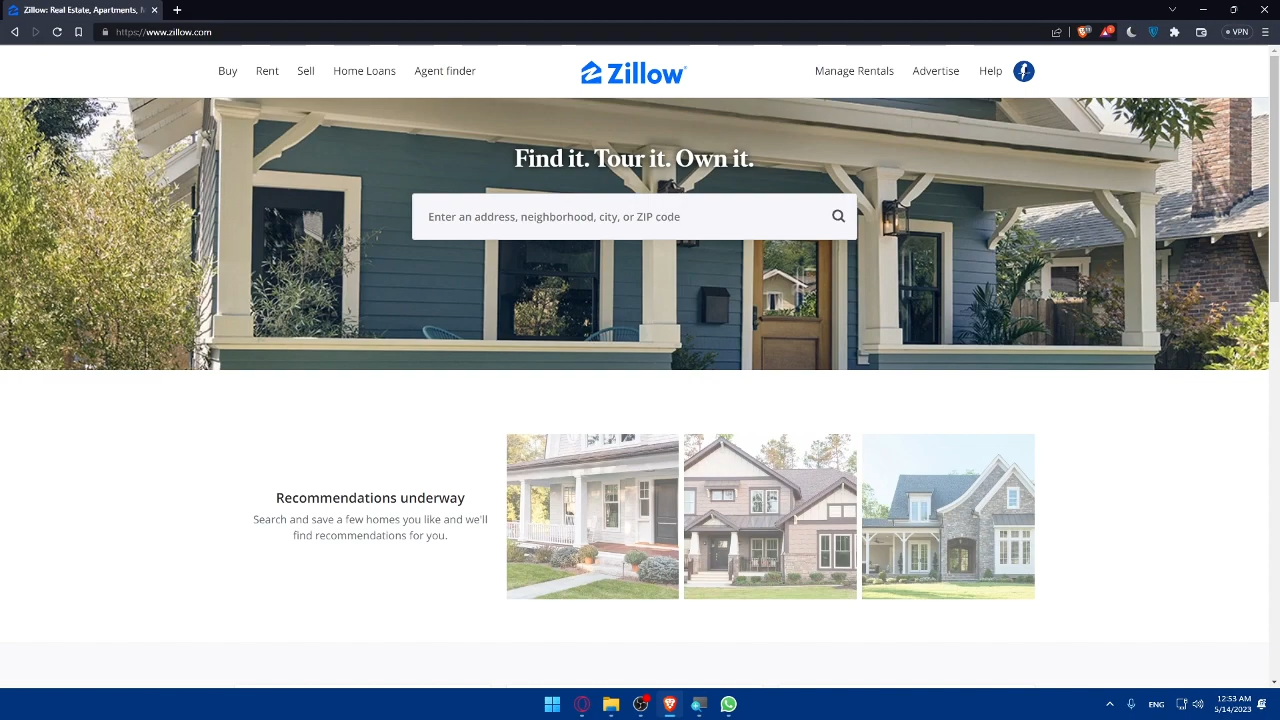 Zillow: Real Estate, Apartments, M
https://www.zillow.com
VPN
Buy Rent Sell Home Loans Agent finder
Zillow
Manage Rentals Advertise Help
Find it. Tour it. Own it.
Enter an address, neighborhood, city, or ZIP code
Recommendations underway
Search and save a few homes you like and we'll
find recommendations for you.
ENG
12:53 AM
5/14/2023